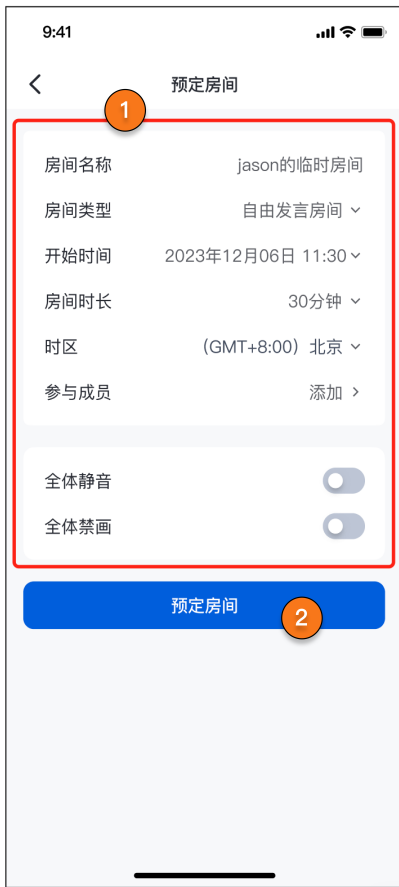 9:41
预定房间
1
房间名称 jason的临时房间
房间类型 自由发言房间
开始时间 2023年12月06日 11:30
房间时长 30分钟
时区 （GMT+8:00）北京
参与成员 添加
全体静音
全体禁画
预定房间
2